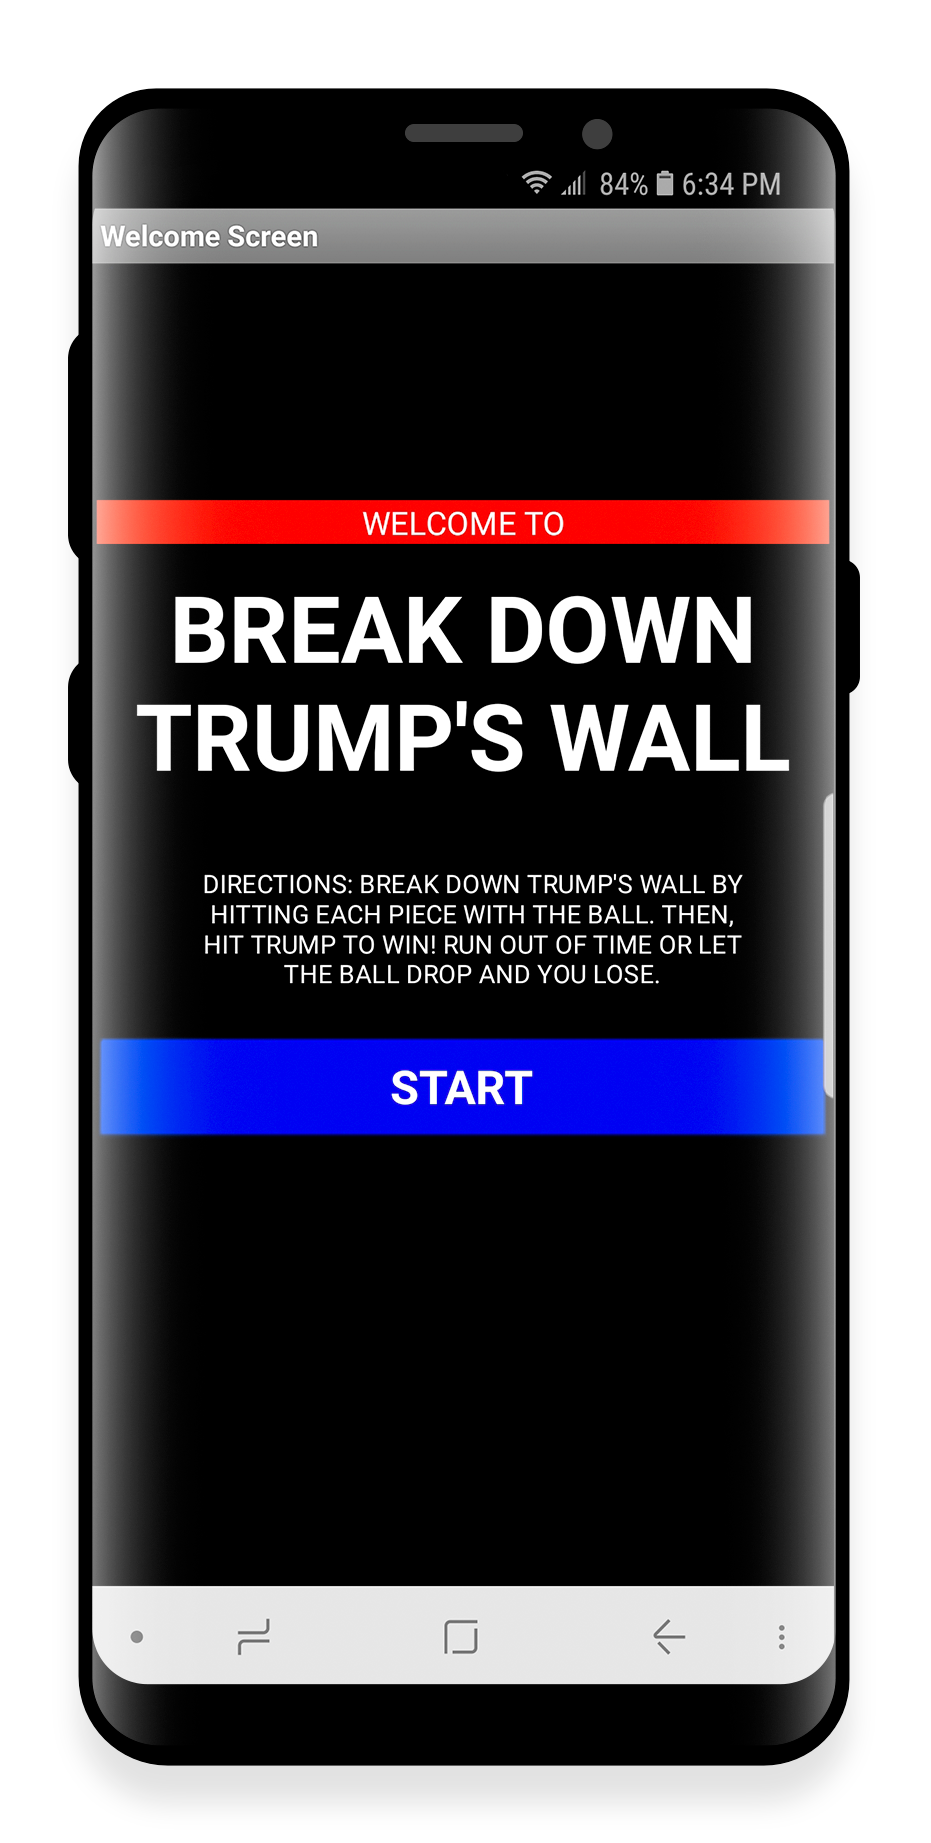 84% 6:34 PM
Welcome Screen
WELCOME TO
BREAK DOWN
TRUMP'S WALL
DIRECTIONS: BREAK DOWN TRUMP'S WALL BY
HITTING EACH PIECE WITH THE BALL. THEN,
HIT TRUMP TO WIN! RUN OUT OF TIME OR LET
THE BALL DROP AND YOU LOSE.
START